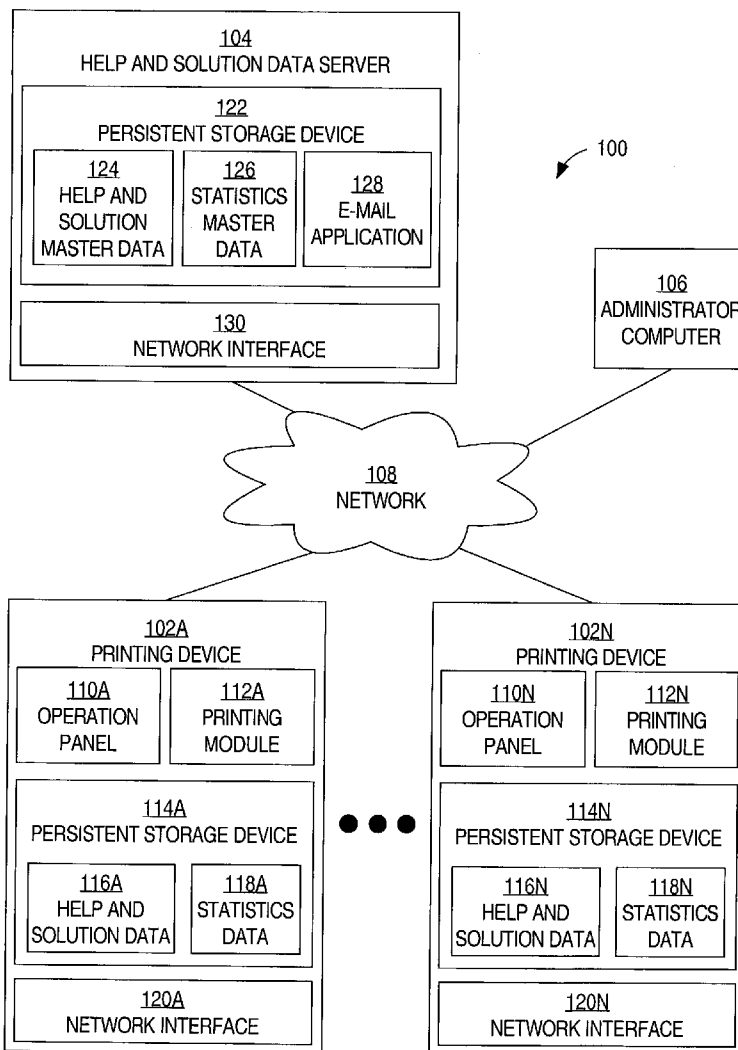 104
HELP AND SOLUTION DATA SERVER
122
PERSISTENT STORAGE DEVICE
124
HELP AND
SOLUTION
MASTER DATA
126
STATISTICS
MASTER
DATA
128
E-MAIL
APPLICATION
130
NETWORK INTERFACE
100
106
ADMINISTRATOR
COMPUTER
108
NETWORK
102A
PRINTING DEVICE
110A
OPERATION
PANEL
112A
PRINTING
MODULE
114A
PERSISTENT STORAGE DEVICE
116A
HELP AND
SOLUTION DATA
118A
STATISTICS
DATA
120A
NETWORK INTERFACE
102N
PRINTING DEVICE
110N
OPERATION
PANEL
112N
PRINTING
MODULE
114N
PERSISTENT STORAGE DEVICE
116N
HELP AND
SOLUTION DATA
118N
STATISTICS
DATA
120N
NETWORK INTERFACE